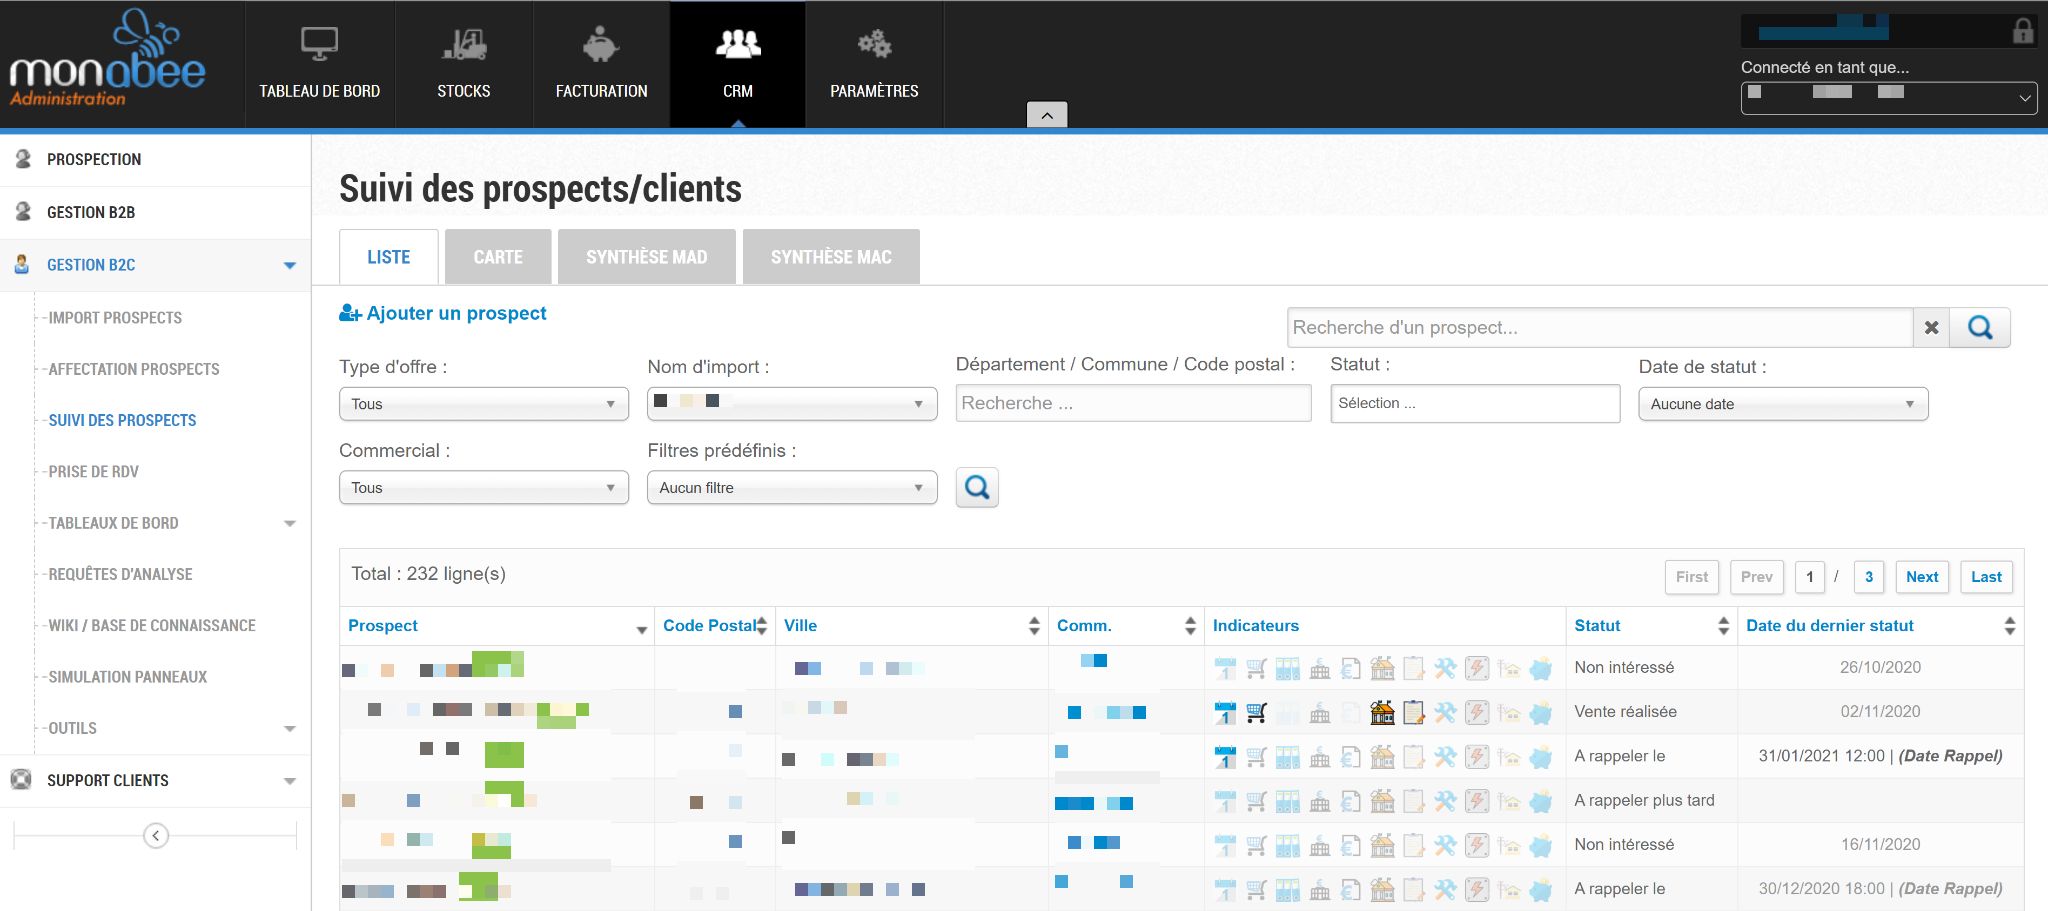 monabee
Administration
TABLEAU DE BORD
STOCKS
FACTURATION
CRM
PARAMÈTRES
Connecté en tant que...
PROSPECTION
GESTION B2B
GESTION B2C
IMPORT PROSPECTS
AFFECTATION PROSPECTS
SUIVI DES PROSPECTS
PRISE DE RDV
TABLEAUX DE BORD
REQUÊTES D'ANALYSE
WIKI / BASE DE CONNAISSANCE
SIMULATION PANNEAUX
OUTILS
SUPPORT CLIENTS
Suivi des prospects/clients
LISTE
CARTE
SYNTHÈSE MAD
SYNTHÈSE MAC
Ajouter un prospect
Recherche d'un prospect...
Type d'offre :
Nom d'import :
Département / Commune / Code postal :
Statut :
Date de statut :
Tous
Recherche ...
Sélection ...
Aucune date
Commercial :
Filtres prédéfinis :
Tous
Aucun filtre
Total : 232 ligne(s)
First Prev 1 / 3 Next Last
Prospect Code Postal Ville Comm. Indicateurs Statut Date du dernier statut
1 Non intéressé 26/10/2020
1 Vente réalisée 02/11/2020
1 A rappeler le 31/01/2021 12:00 | (Date Rappel)
1 A rappeler plus tard
1 Non intéressé 16/11/2020
1 A rappeler le 30/12/2020 18:00 | (Date Rappel)